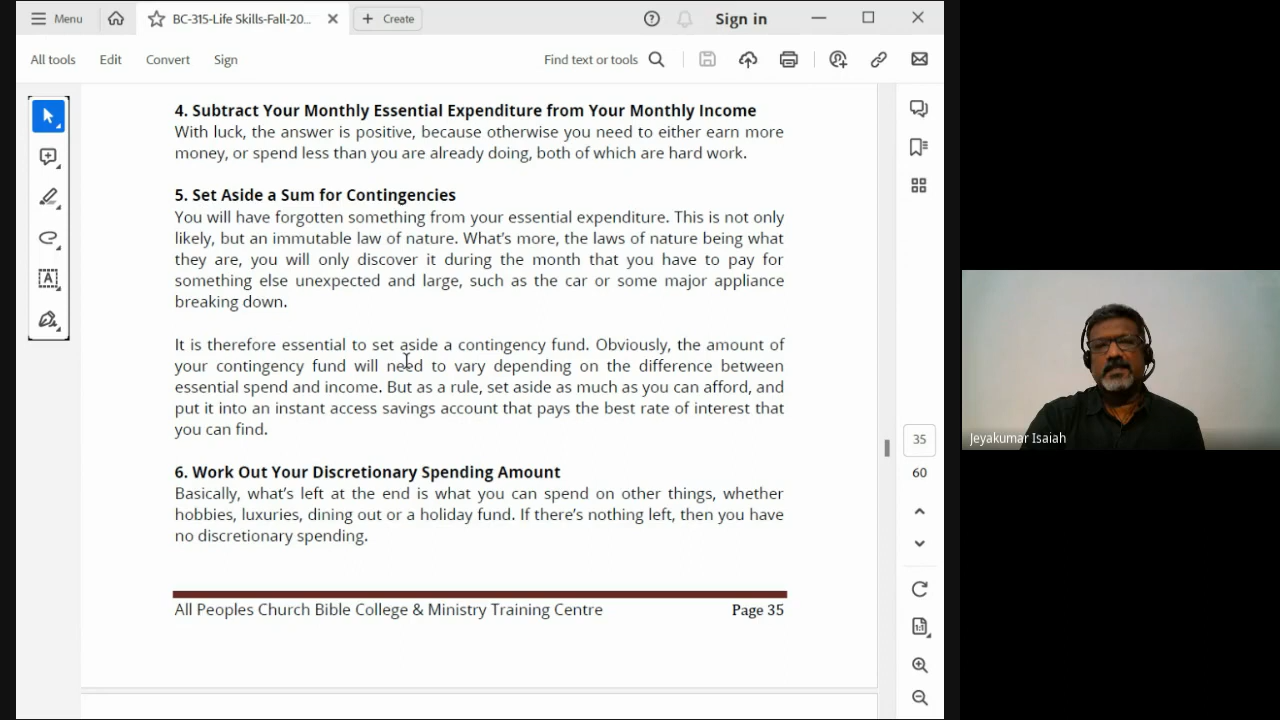 Menu
BC-315-Life Skills-Fall-20...
Create
Sign in
All tools
Edit
Convert
Sign
Find text or tools
4. Subtract Your Monthly Essential Expenditure from Your Monthly Income
With luck, the answer is positive, because otherwise you need to either earn more
money, or spend less than you are already doing, both of which are hard work.
5. Set Aside a Sum for Contingencies
You will have forgotten something from your essential expenditure. This is not only
likely, but an immutable law of nature. What's more, the laws of nature being what
they are, you will only discover it during the month that you have to pay for
something else unexpected and large, such as the car or some major appliance
breaking down.
It is therefore essential to set aside a contingency fund. Obviously, the amount of
your contingency fund will need to vary depending on the difference between
essential spend and income. But as a rule, set aside as much as you can afford, and
put it into an instant access savings account that pays the best rate of interest that
you can find.
6. Work Out Your Discretionary Spending Amount
Basically, what's left at the end is what you can spend on other things, whether
hobbies, luxuries, dining out or a holiday fund. If there's nothing left, then you have
no discretionary spending.
All Peoples Church Bible College & Ministry Training Centre
Page 35
35
60
Jeyakumar Isaiah